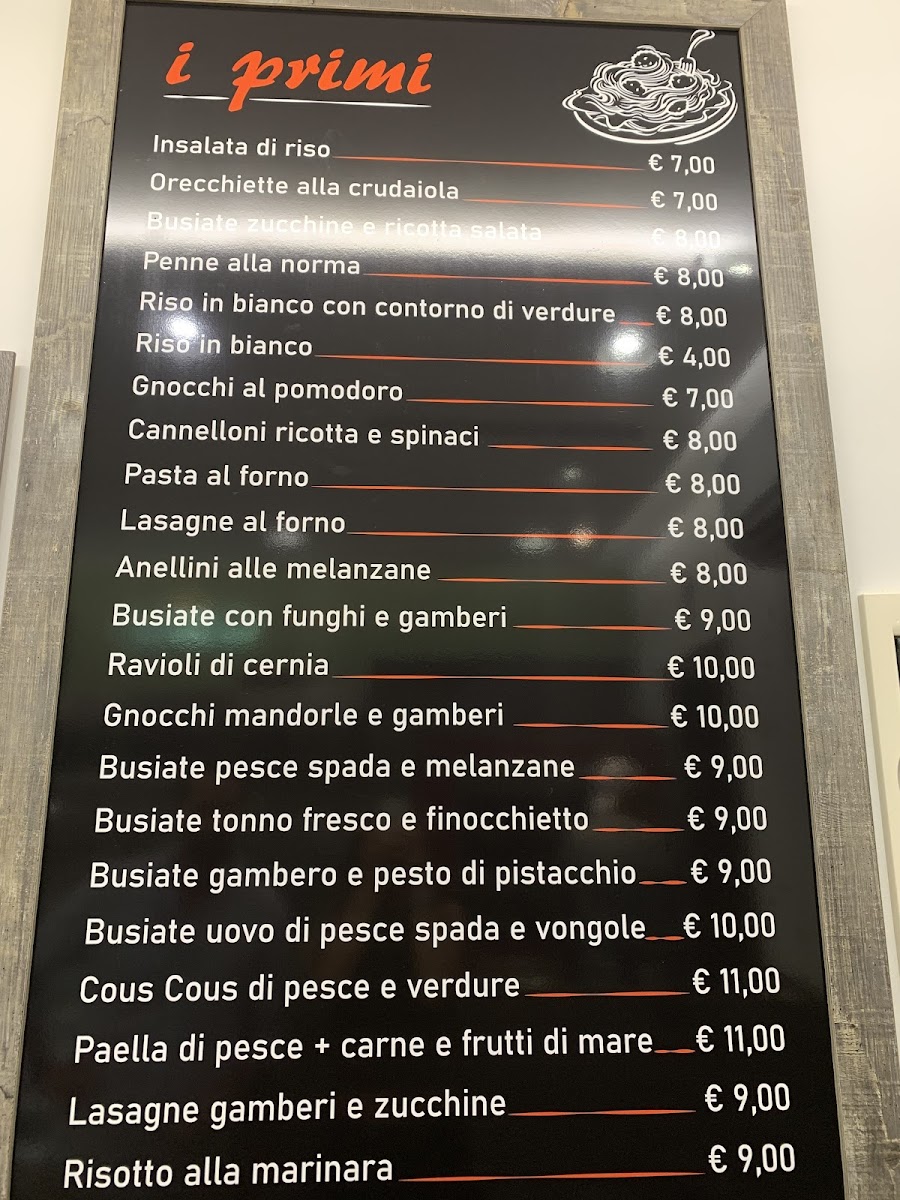 i primi
Insalata di riso € 7,00
Orecchiette alla crudaiola € 7,00
Busiate zucchine e ricotta salata € 8,00
Penne alla norma € 8,00
Riso in bianco con contorno di verdure € 8,00
Riso in bianco € 4,00
Gnocchi al pomodoro € 7,00
Cannelloni ricotta e spinaci € 8,00
Pasta al forno € 8,00
Lasagne al forno € 8,00
Anellini alle melanzane € 8,00
Busiate con funghi e gamberi € 9,00
Ravioli di cernia € 10,00
Gnocchi mandorle e gamberi € 10,00
Busiate pesce spada e melanzane € 9,00
Busiate tonno fresco e finocchietto € 9,00
Busiate gambero e pesto di pistacchio € 9,00
Busiate uovo di pesce spada e vongole € 10,00
Cous Cous di pesce e verdure € 11,00
Paella di pesce + carne e frutti di mare € 11,00
Lasagne gamberi e zucchine € 9,00
Risotto alla marinara € 9,00